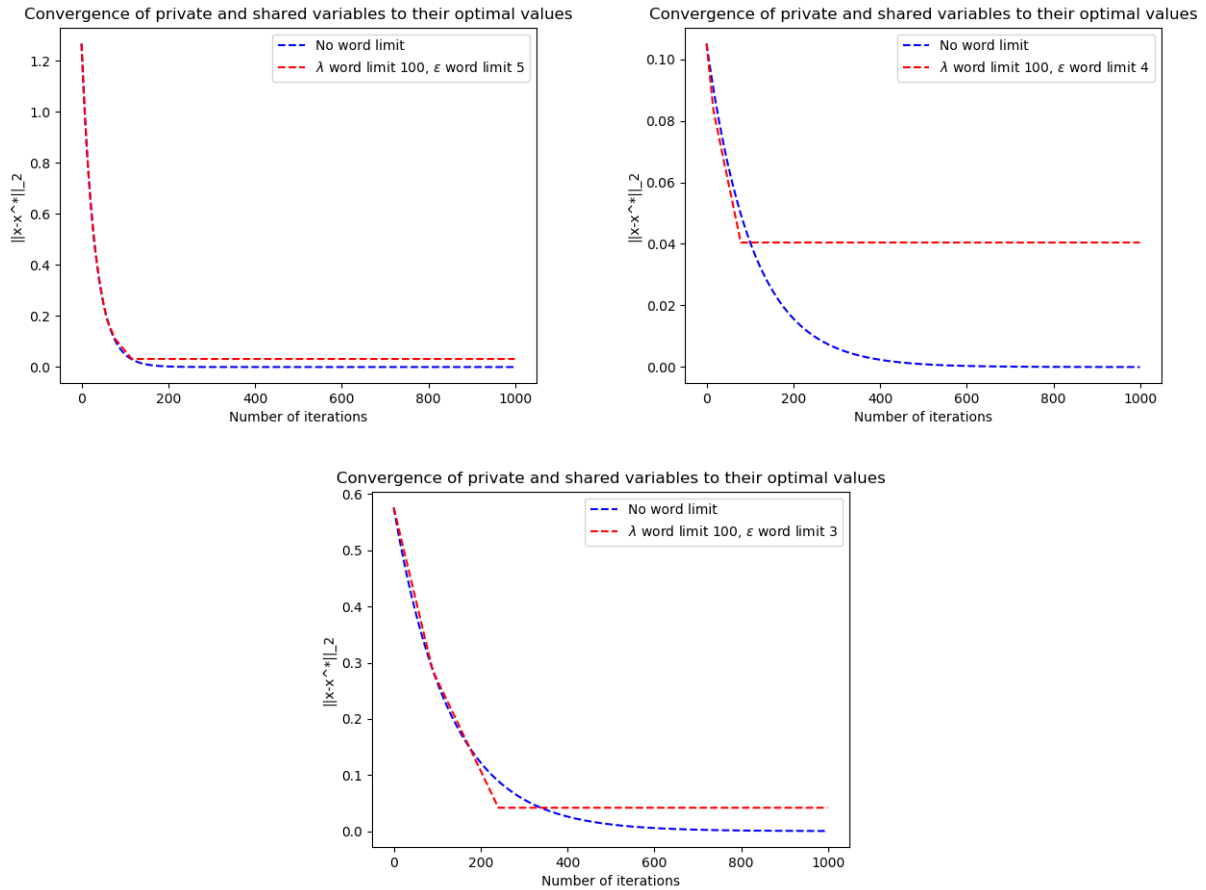 Convergence of private and shared variables to their optimal values
No word limit
λ word limit 100, ε word limit 5
||x-x^*||_2
1.2
1.0
0.8
0.6
0.4
0.2
0.0
0 200 400 600 800 1000
Number of iterations
Convergence of private and shared variables to their optimal values
No word limit
λ word limit 100, ε word limit 4
||x-x^*||_2
0.10
0.08
0.06
0.04
0.02
0.00
0 200 400 600 800 1000
Number of iterations
Convergence of private and shared variables to their optimal values
No word limit
λ word limit 100, ε word limit 3
||x-x^*||_2
0.6
0.5
0.4
0.3
0.2
0.1
0.0
0 200 400 600 800 1000
Number of iterations